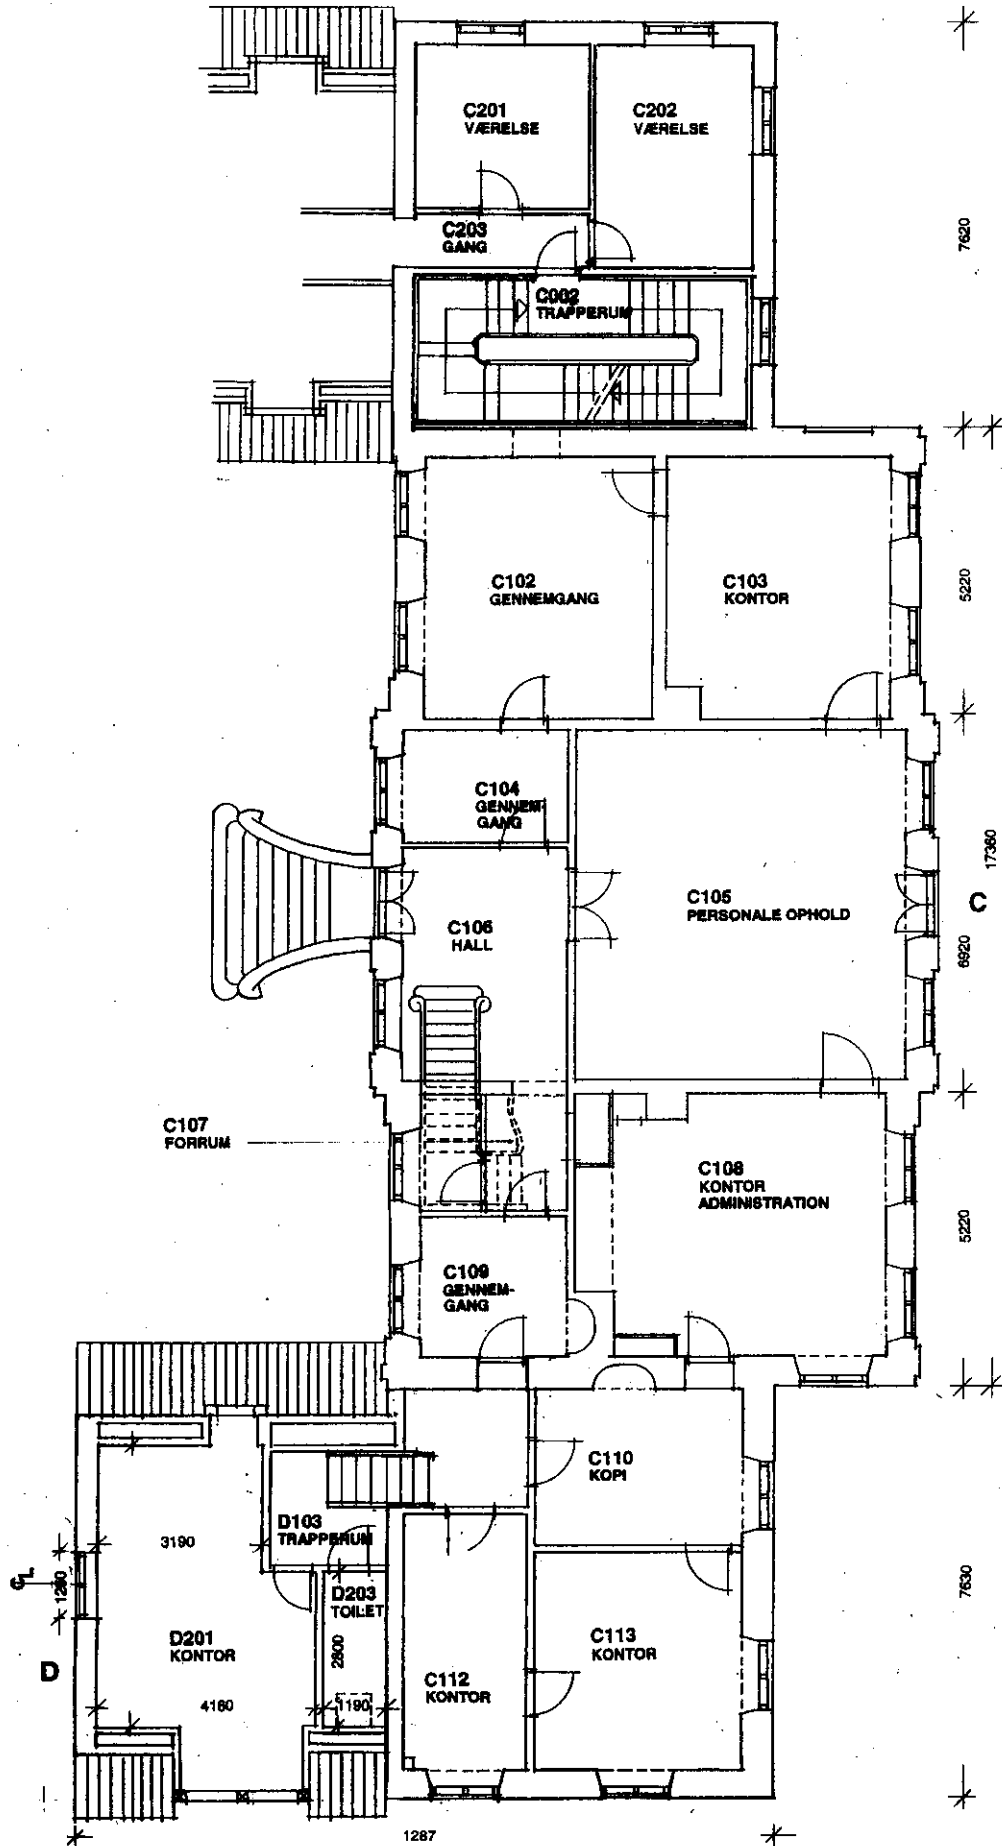 C201
VÆRELSE
C202
VÆRELSE
C203
GANG
7620
C002
TRAPPERUM
C102
GENNEMGANG
C103
KONTOR
5220
C104
GENNEM-
GANG
17360
C105
PERSONALE OPHOLD
C
C106
HALL
6920
C107
FORRUM
C108
KONTOR
ADMINISTRATION
5220
C109
GENNEM-
GANG
C110
KOPI
D103
TRAPPERUM
3190
1260
CL
D203
TOILET
7630
D201
KONTOR
2800
C113
KONTOR
D
C112
KONTOR
4160
1190
1287